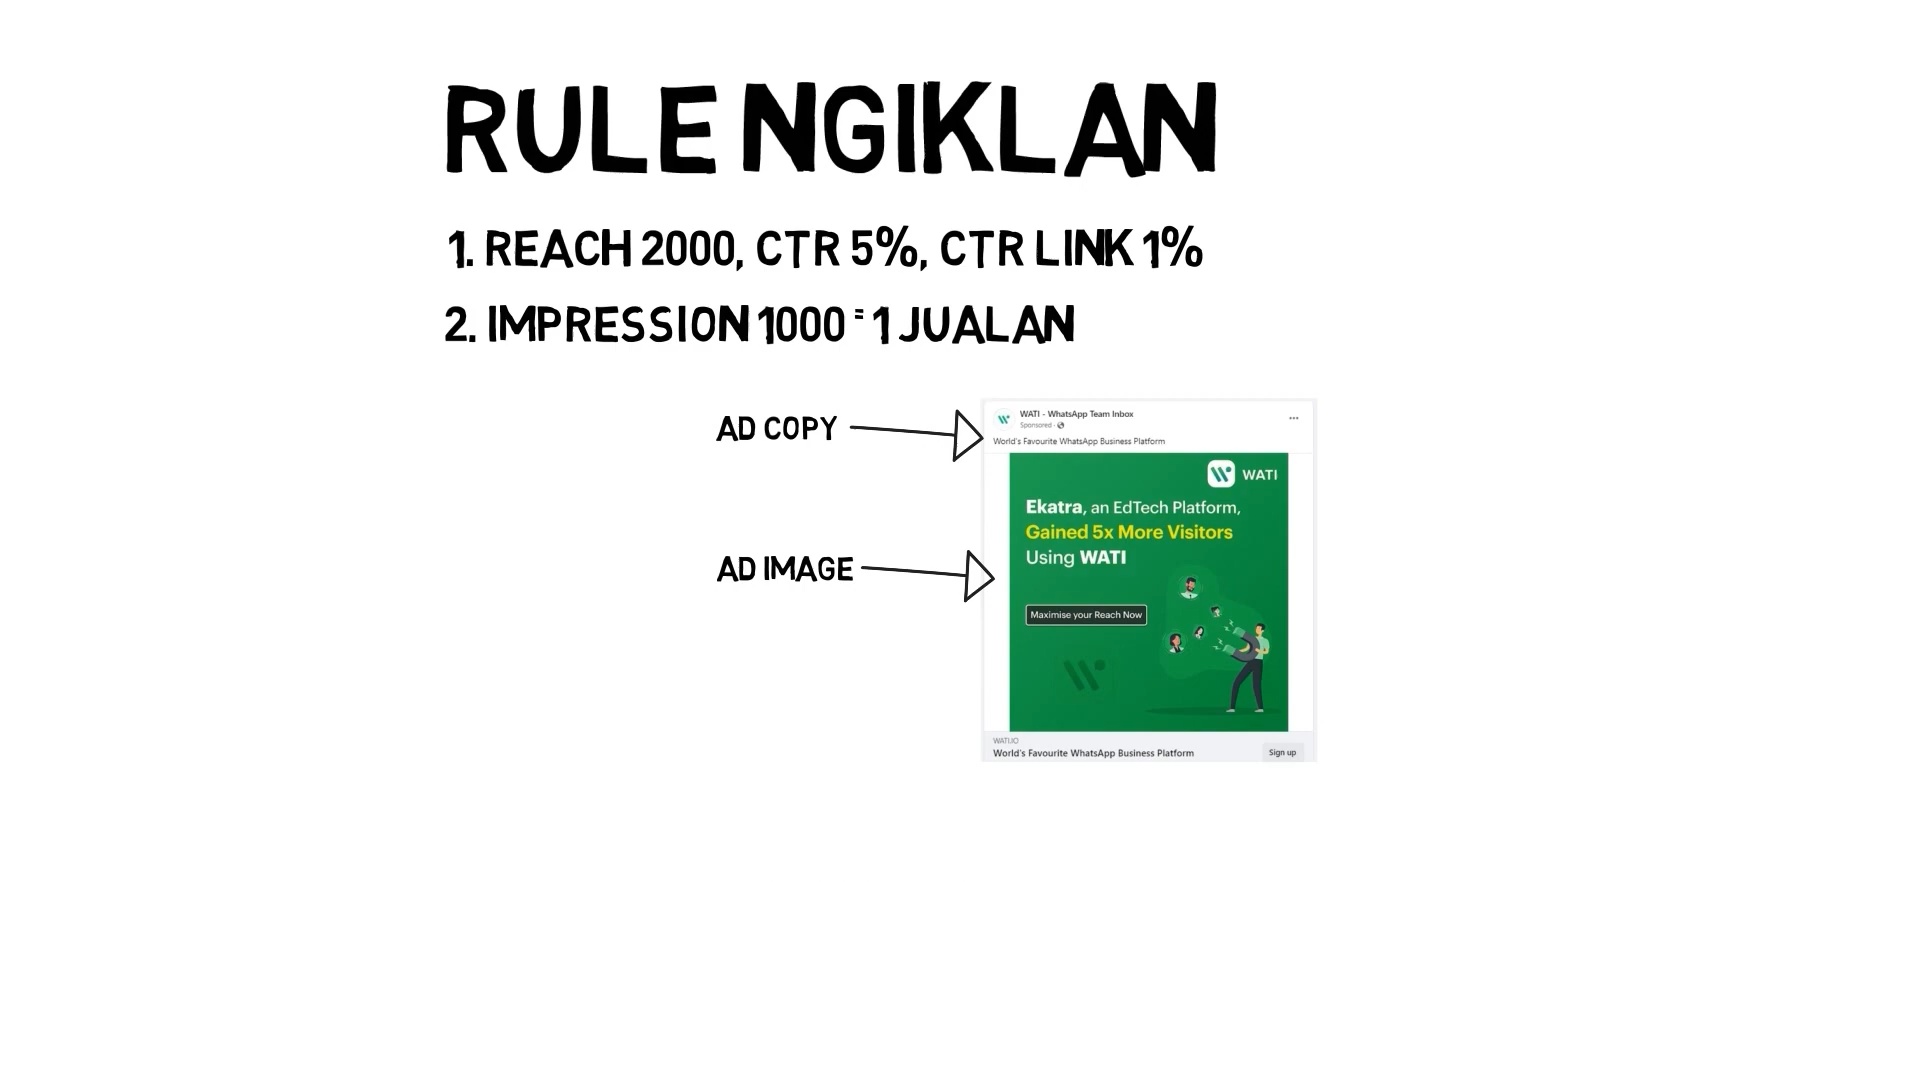 RULE NGIKLAN
1. REACH 2000, CTR 5%, CTR LINK 1%
2. IMPRESSION 1000 = 1 JUALAN
AD COPY
WATI - WhatsApp Team Inbox
Sponsored ·
World's Favourite WhatsApp Business Platform
WATI
Ekatra, an EdTech Platform,
Gained 5x More Visitors
Using WATI
AD IMAGE
Maximise your Reach Now
WATI.IO
World's Favourite WhatsApp Business Platform
Sign up